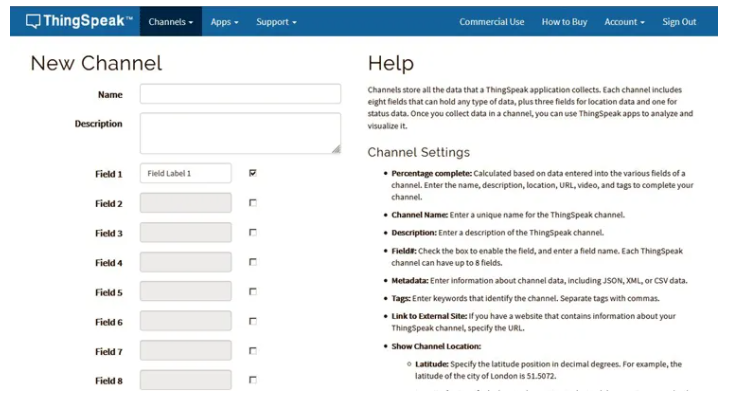 ThingSpeak™ Channels Apps Support Commercial Use How to Buy Account Sign Out
New Channel
Name
Description
Field 1 Field Label 1
Field 2
Field 3
Field 4
Field 5
Field 6
Field 7
Field 8
Help
Channels store all the data that a ThingSpeak application collects. Each channel includes
eight fields that can hold any type of data, plus three fields for location data and one for
status data. Once you collect data in a channel, you can use ThingSpeak apps to analyze and
visualize it.
Channel Settings
• Percentage complete: Calculated based on data entered into the various fields of a
channel. Enter the name, description, location, URL, video, and tags to complete your
channel.
• Channel Name: Enter a unique name for the ThingSpeak channel.
• Description: Enter a description of the ThingSpeak channel.
• Field#: Check the box to enable the field, and enter a field name. Each ThingSpeak
channel can have up to 8 fields.
• Metadata: Enter information about channel data, including JSON, XML, or CSV data.
• Tags: Enter keywords that identify the channel. Separate tags with commas.
• Link to External Site: If you have a website that contains information about your
ThingSpeak channel, specify the URL.
• Show Channel Location:
Latitude: Specify the latitude position in decimal degrees. For example, the
latitude of the city of London is 51.5072.